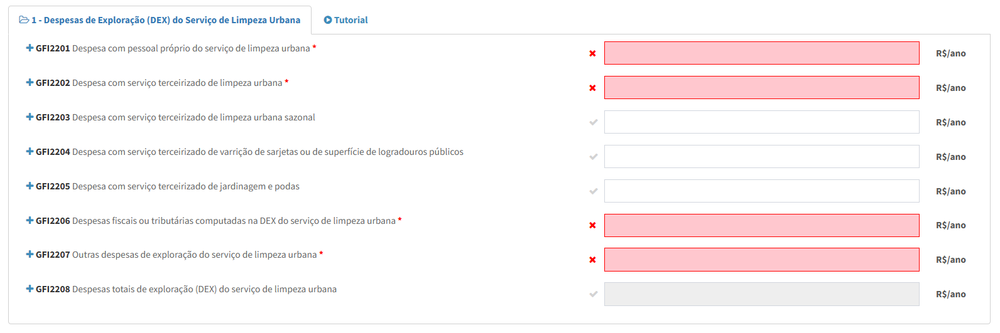 1 - Despesas de Exploração (DEX) do Serviço de Limpeza Urbana Tutorial
GFI2201 Despesa com pessoal próprio do serviço de limpeza urbana * R$/ano
GFI2202 Despesa com serviço terceirizado de limpeza urbana * R$/ano
GFI2203 Despesa com serviço terceirizado de limpeza urbana sazonal R$/ano
GFI2204 Despesa com serviço terceirizado de varrição de sarjetas ou de superfície de logradouros públicos R$/ano
GFI2205 Despesa com serviço terceirizado de jardinagem e podas R$/ano
GFI2206 Despesas fiscais ou tributárias computadas na DEX do serviço de limpeza urbana * R$/ano
GFI2207 Outras despesas de exploração do serviço de limpeza urbana * R$/ano
GFI2208 Despesas totais de exploração (DEX) do serviço de limpeza urbana R$/ano